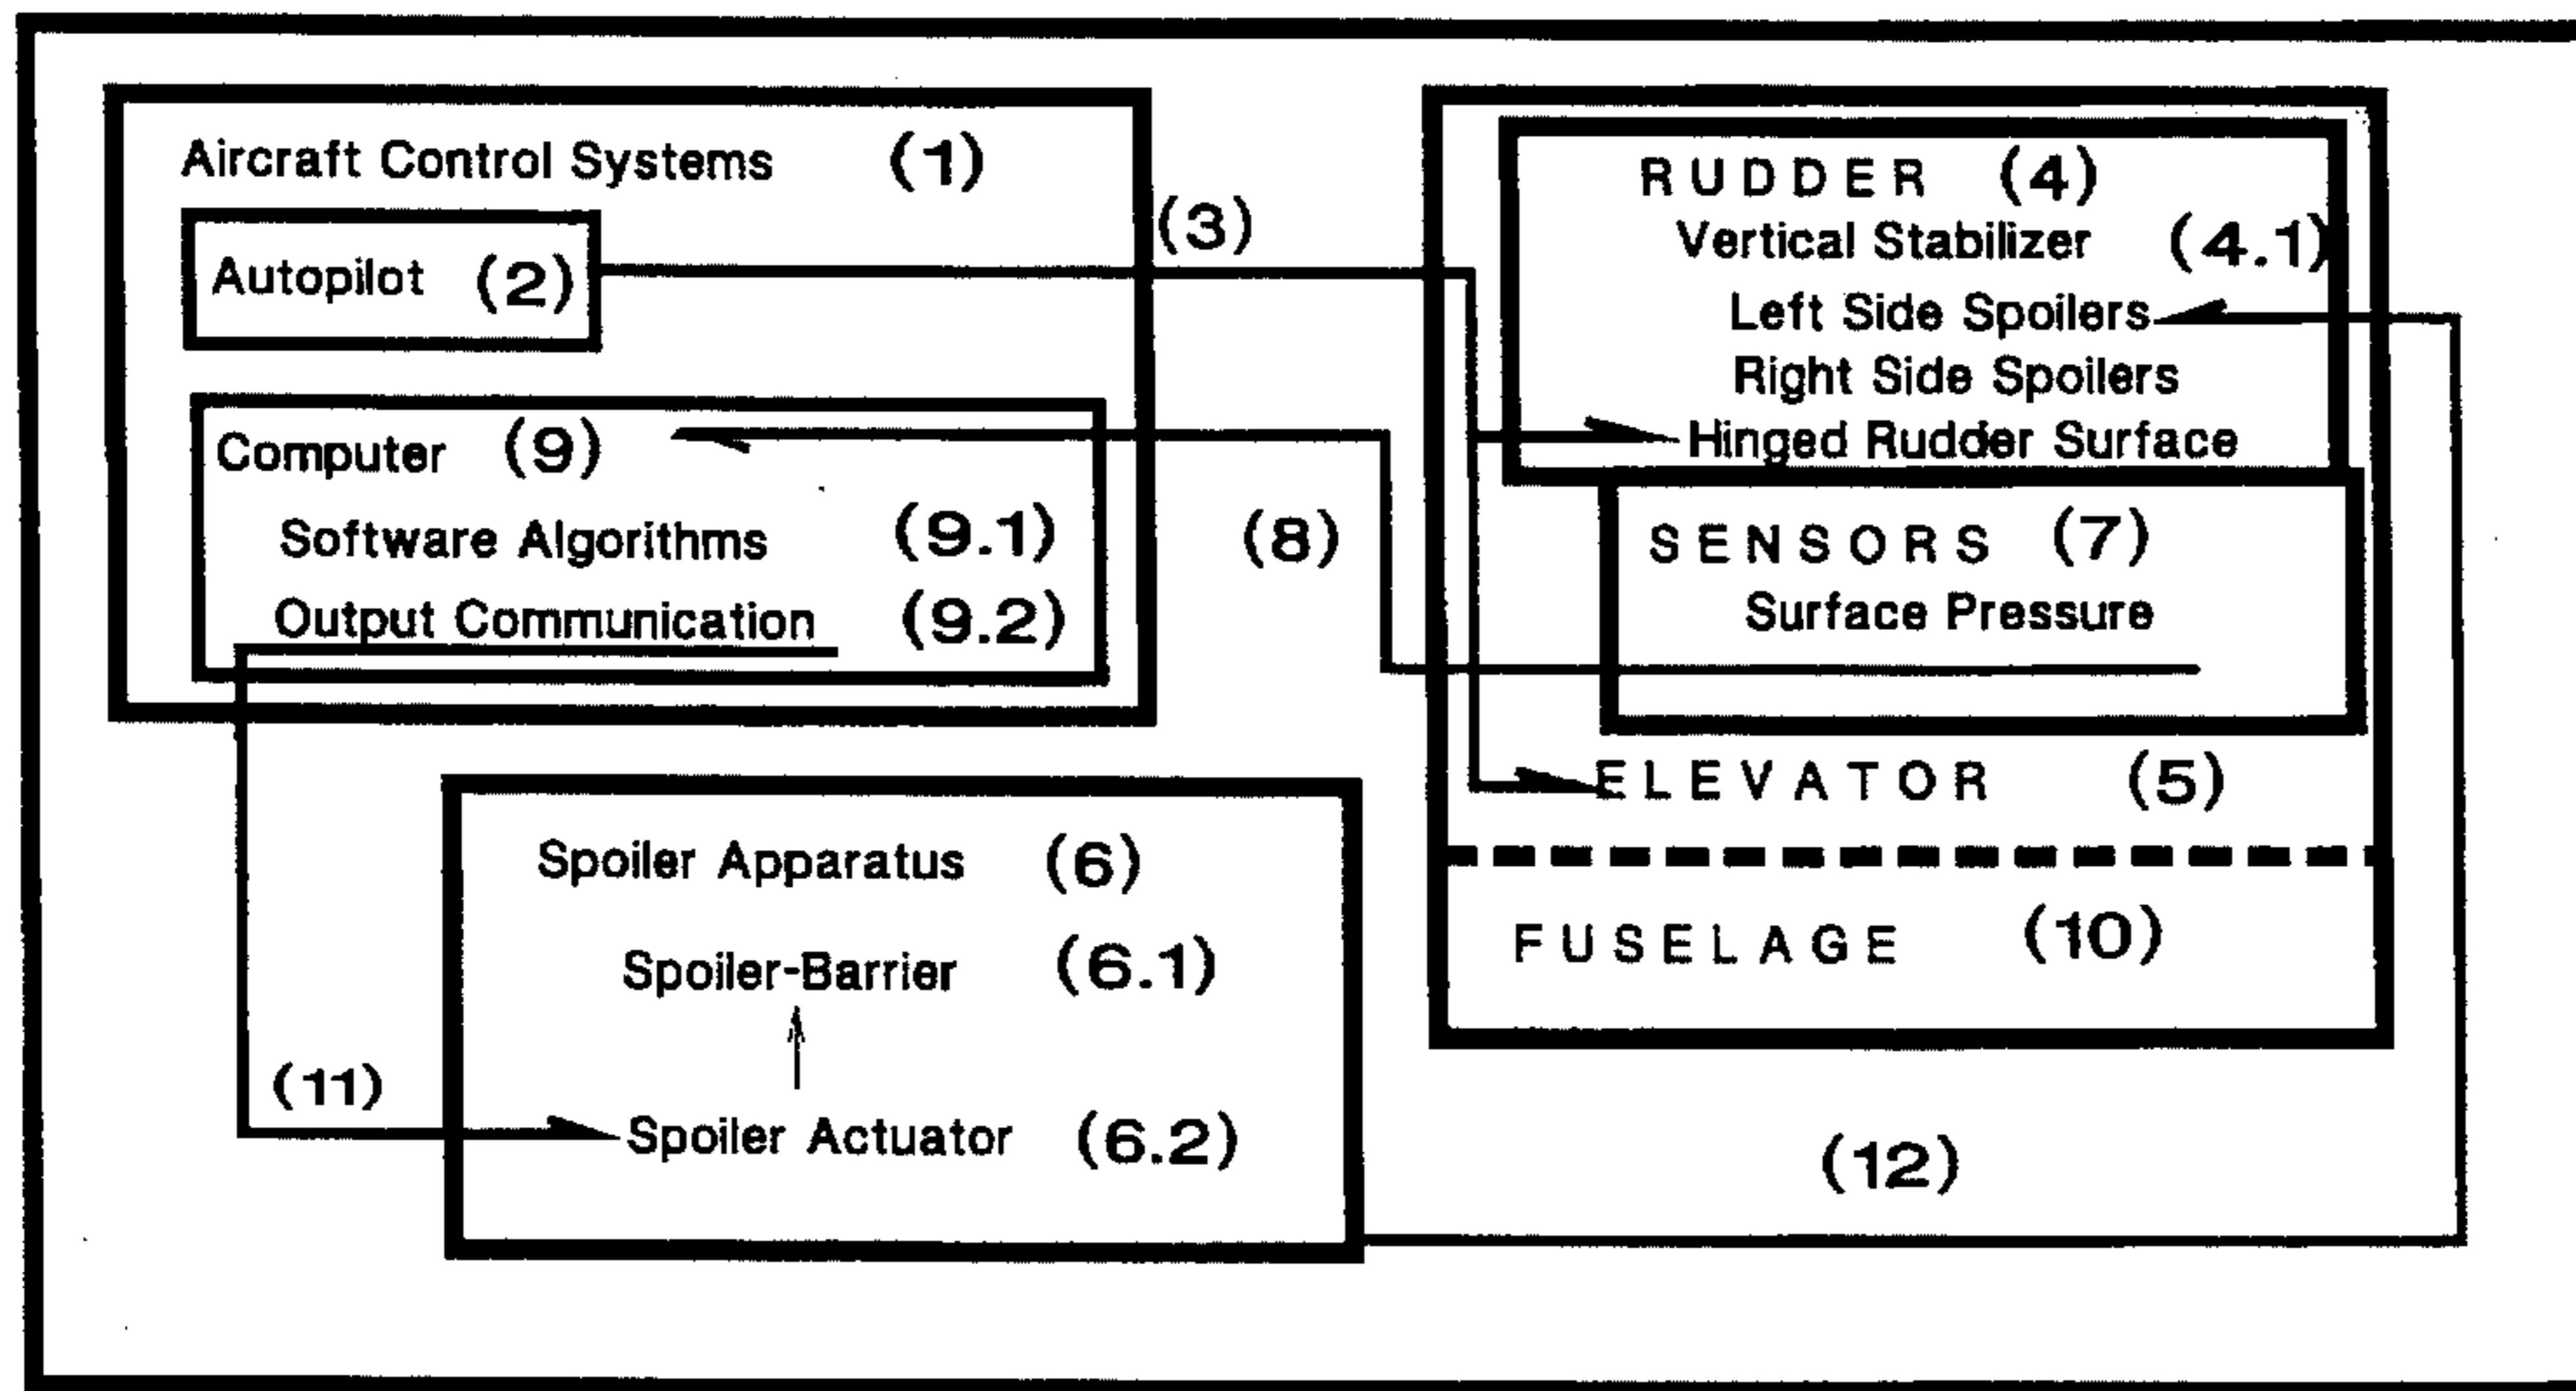 Aircraft Control Systems (1)
Autopilot (2)
(3)
Computer (9)
Software Algorithms (9.1)
Output Communication (9.2)
(8)
RUDDER (4)
Vertical Stabilizer (4.1)
Left Side Spoilers
Right Side Spoilers
Hinged Rudder Surface
SENSORS (7)
Surface Pressure
ELEVATOR (5)
FUSELAGE (10)
Spoiler Apparatus (6)
Spoiler-Barrier (6.1)
Spoiler Actuator (6.2)
(11)
(12)